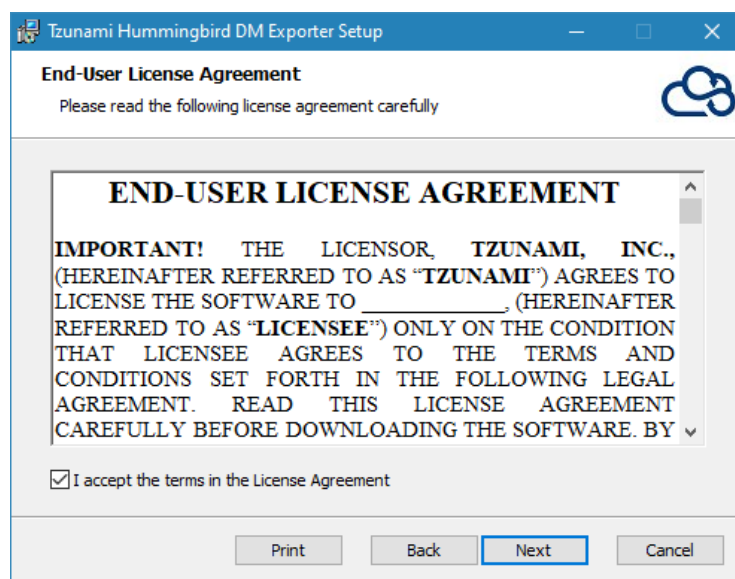 Tzunami Hummingbird DM Exporter Setup
End-User License Agreement
Please read the following license agreement carefully
END-USER LICENSE AGREEMENT
IMPORTANT! THE LICENSOR, TZUNAMI, INC.,
(HEREINAFTER REFERRED TO AS “TZUNAMI”) AGREES TO
LICENSE THE SOFTWARE TO ____________, (HEREINAFTER
REFERRED TO AS “LICENSEE”) ONLY ON THE CONDITION
THAT LICENSEE AGREES TO THE TERMS AND
CONDITIONS SET FORTH IN THE FOLLOWING LEGAL
AGREEMENT. READ THIS LICENSE AGREEMENT
CAREFULLY BEFORE DOWNLOADING THE SOFTWARE. BY
I accept the terms in the License Agreement
Print Back Next Cancel